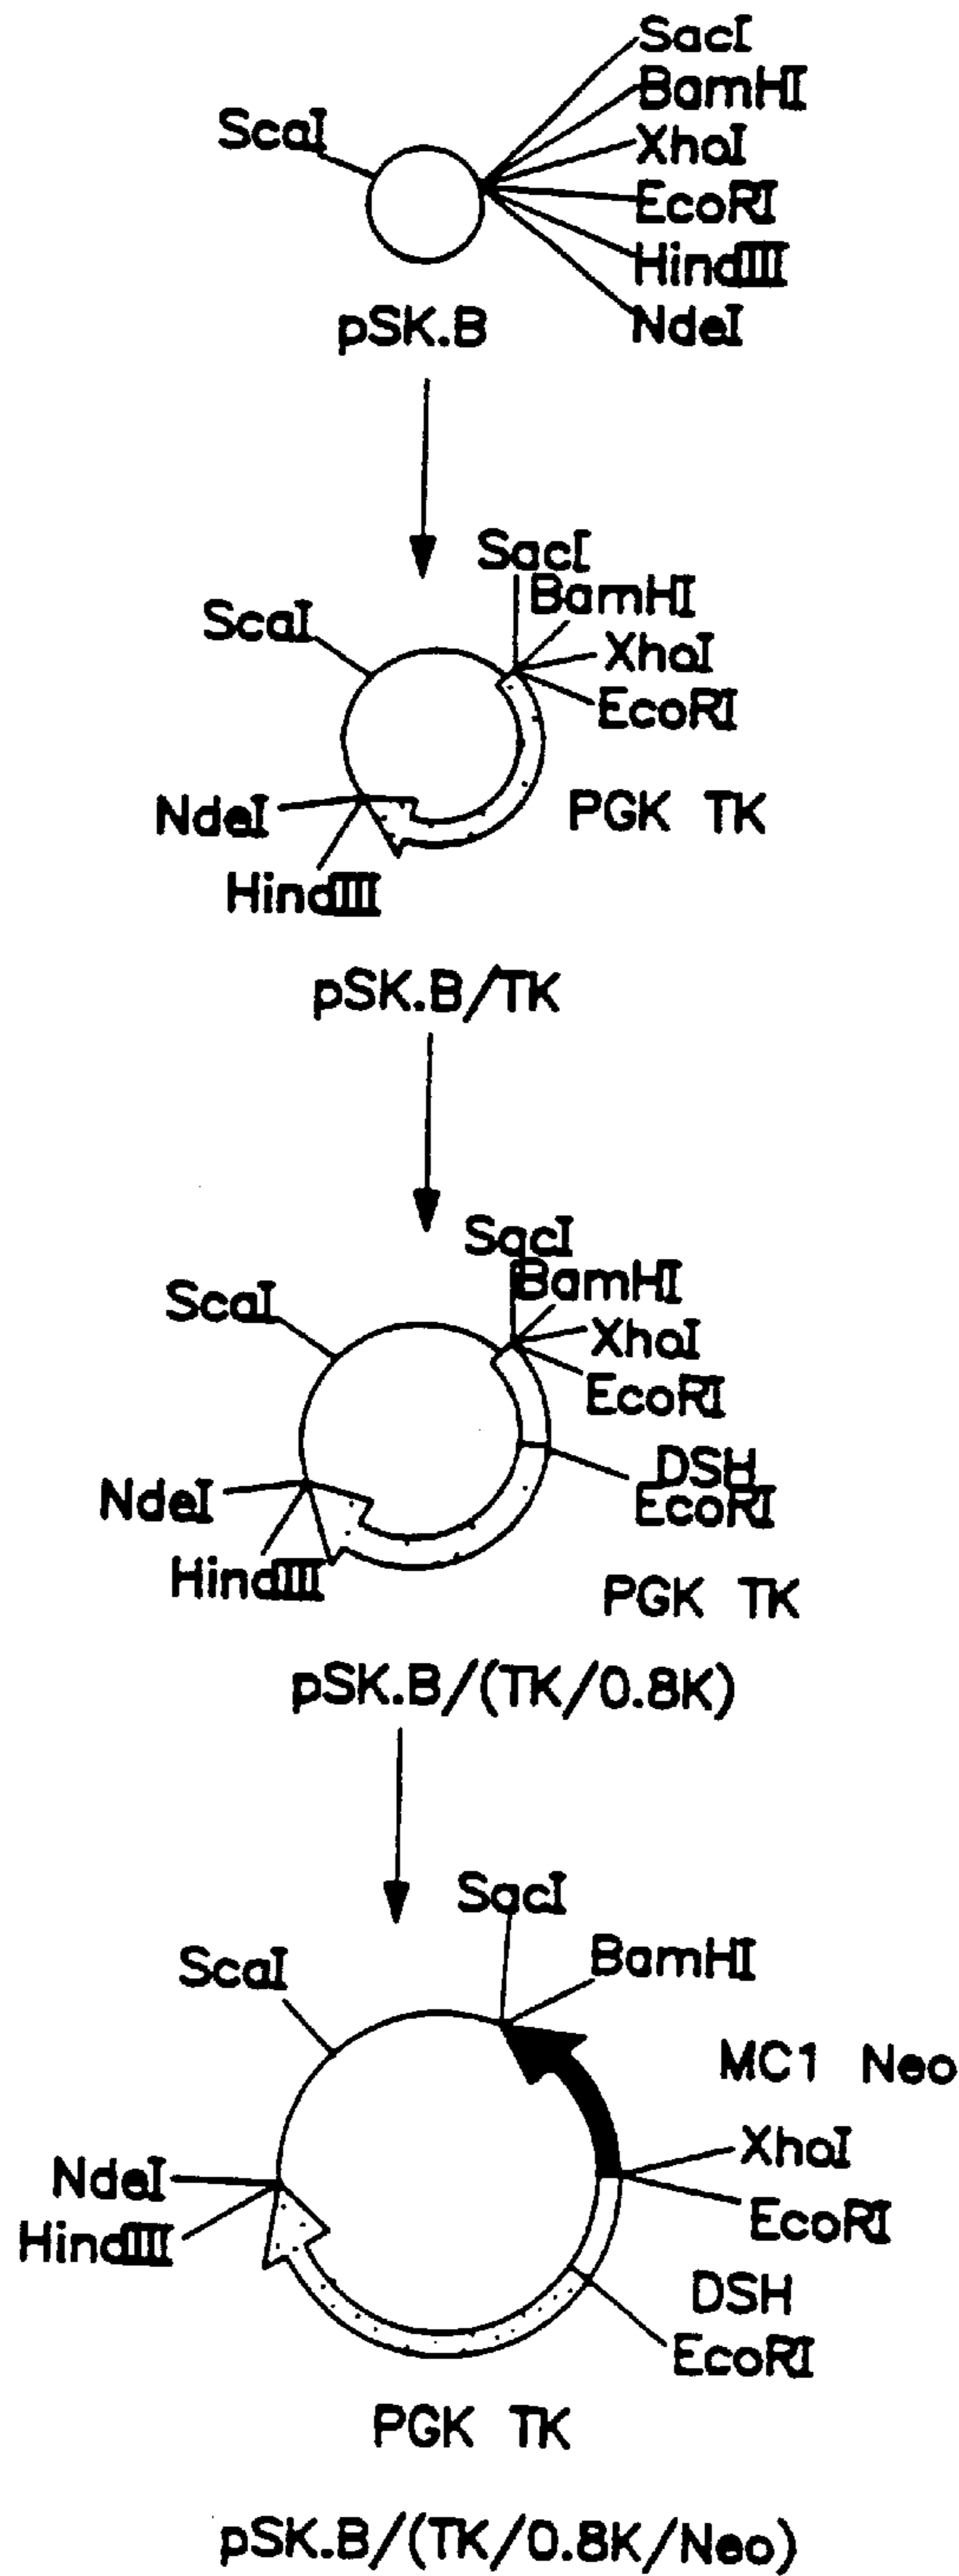 SacI
BamHI
ScaI
XhoI
EcoRI
HindIII
pSK.B
NdeI
SacI
BamHI
ScaI
XhoI
EcoRI
NdeI
PGK TK
HindIII
pSK.B/TK
SacI
BamHI
ScaI
XhoI
EcoRI
DSH
NdeI
EcoRI
HindIII
PGK TK
pSK.B/(TK/0.8K)
SacI
BamHI
ScaI
MC1 Neo
XhoI
NdeI
EcoRI
HindIII
DSH
EcoRI
PGK TK
pSK.B/(TK/0.8K/Neo)